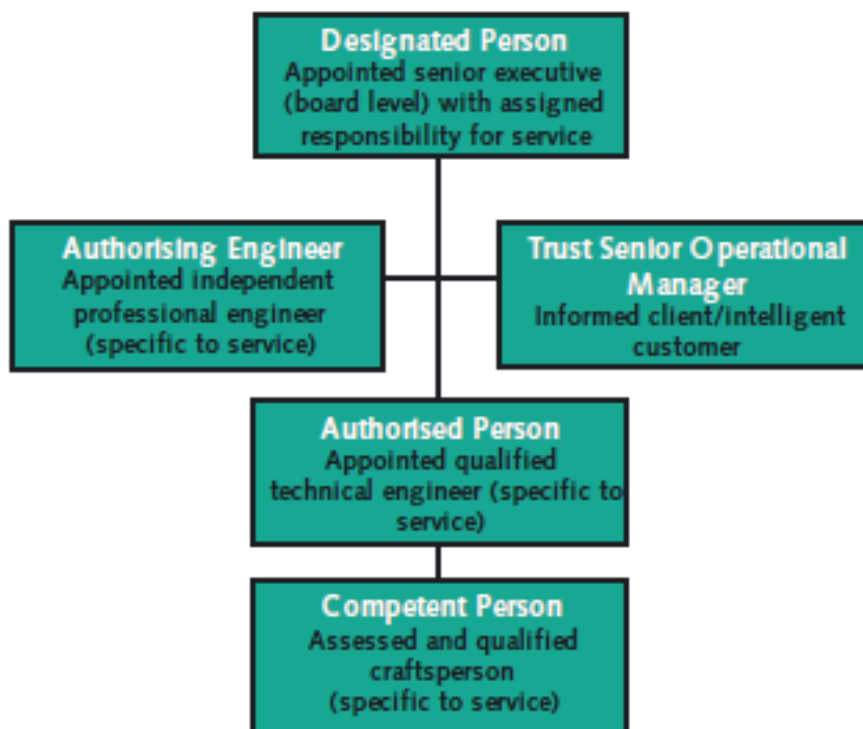 Designated Person
Appointed senior executive
(board level) with assigned
responsibility for service
Authorising Engineer
Appointed independent
professional engineer
(specific to service)
Trust Senior Operational
Manager
Informed client/intelligent
customer
Authorised Person
Appointed qualified
technical engineer (specific to
service)
Competent Person
Assessed and qualified
craftsperson
(specific to service)